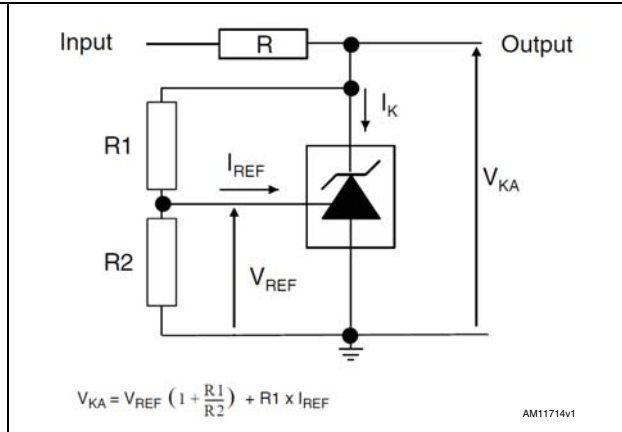 Input R Output
I_K
R1
I_REF
V_KA
R2
V_REF
V_KA = V_REF (1 + R1/R2) + R1 x I_REF
AM11714v1